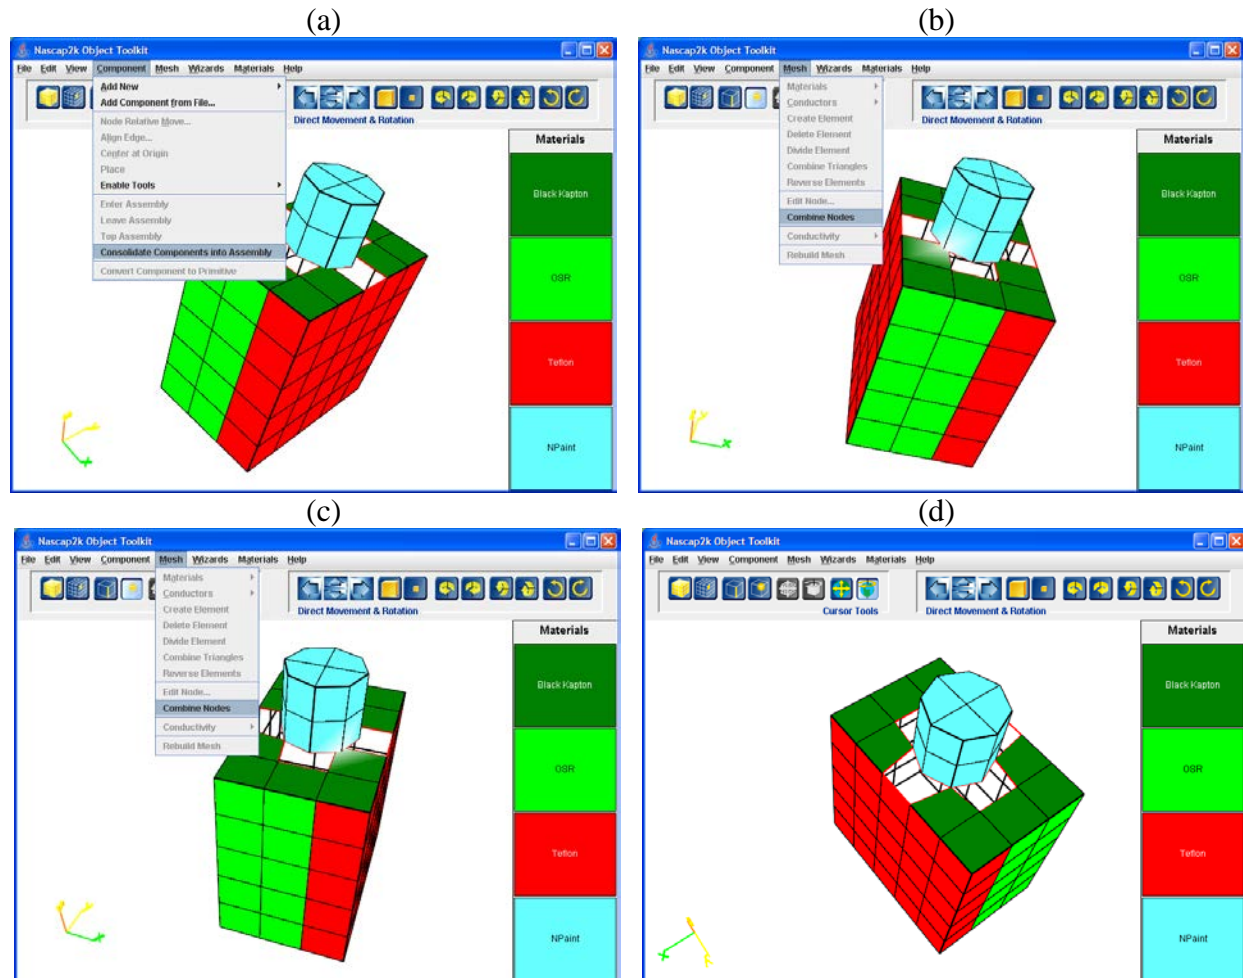 (a)
Nascap2k Object Toolkit
File Edit View Component Mesh Wizards Materials Help
Add New
Add Component from File...
Node Relative Move...
Align Edge...
Center at Origin
Place
Enable Tools
Enter Assembly
Leave Assembly
Top Assembly
Consolidate Components into Assembly
Convert Component to Primitive
Direct Movement & Rotation
Materials
Black Kapton
OSR
Teflon
NPaint
X
(b)
Nascap2k Object Toolkit
File Edit View Component Mesh Wizards Materials Help
Materials
Conductors
Create Element
Delete Element
Divide Element
Combine Triangles
Reverse Elements
Edit Node...
Combine Nodes
Conductivity
Rebuild Mesh
Direct Movement & Rotation
Materials
Black Kapton
OSR
Teflon
NPaint
X
(c)
Nascap2k Object Toolkit
File Edit View Component Mesh Wizards Materials Help
Materials
Conductors
Create Element
Delete Element
Divide Element
Combine Triangles
Reverse Elements
Edit Node...
Combine Nodes
Conductivity
Rebuild Mesh
Direct Movement & Rotation
Materials
Black Kapton
OSR
Teflon
NPaint
X
(d)
Nascap2k Object Toolkit
File Edit View Component Mesh Wizards Materials Help
Cursor Tools
Direct Movement & Rotation
Materials
Black Kapton
OSR
Teflon
NPaint
X